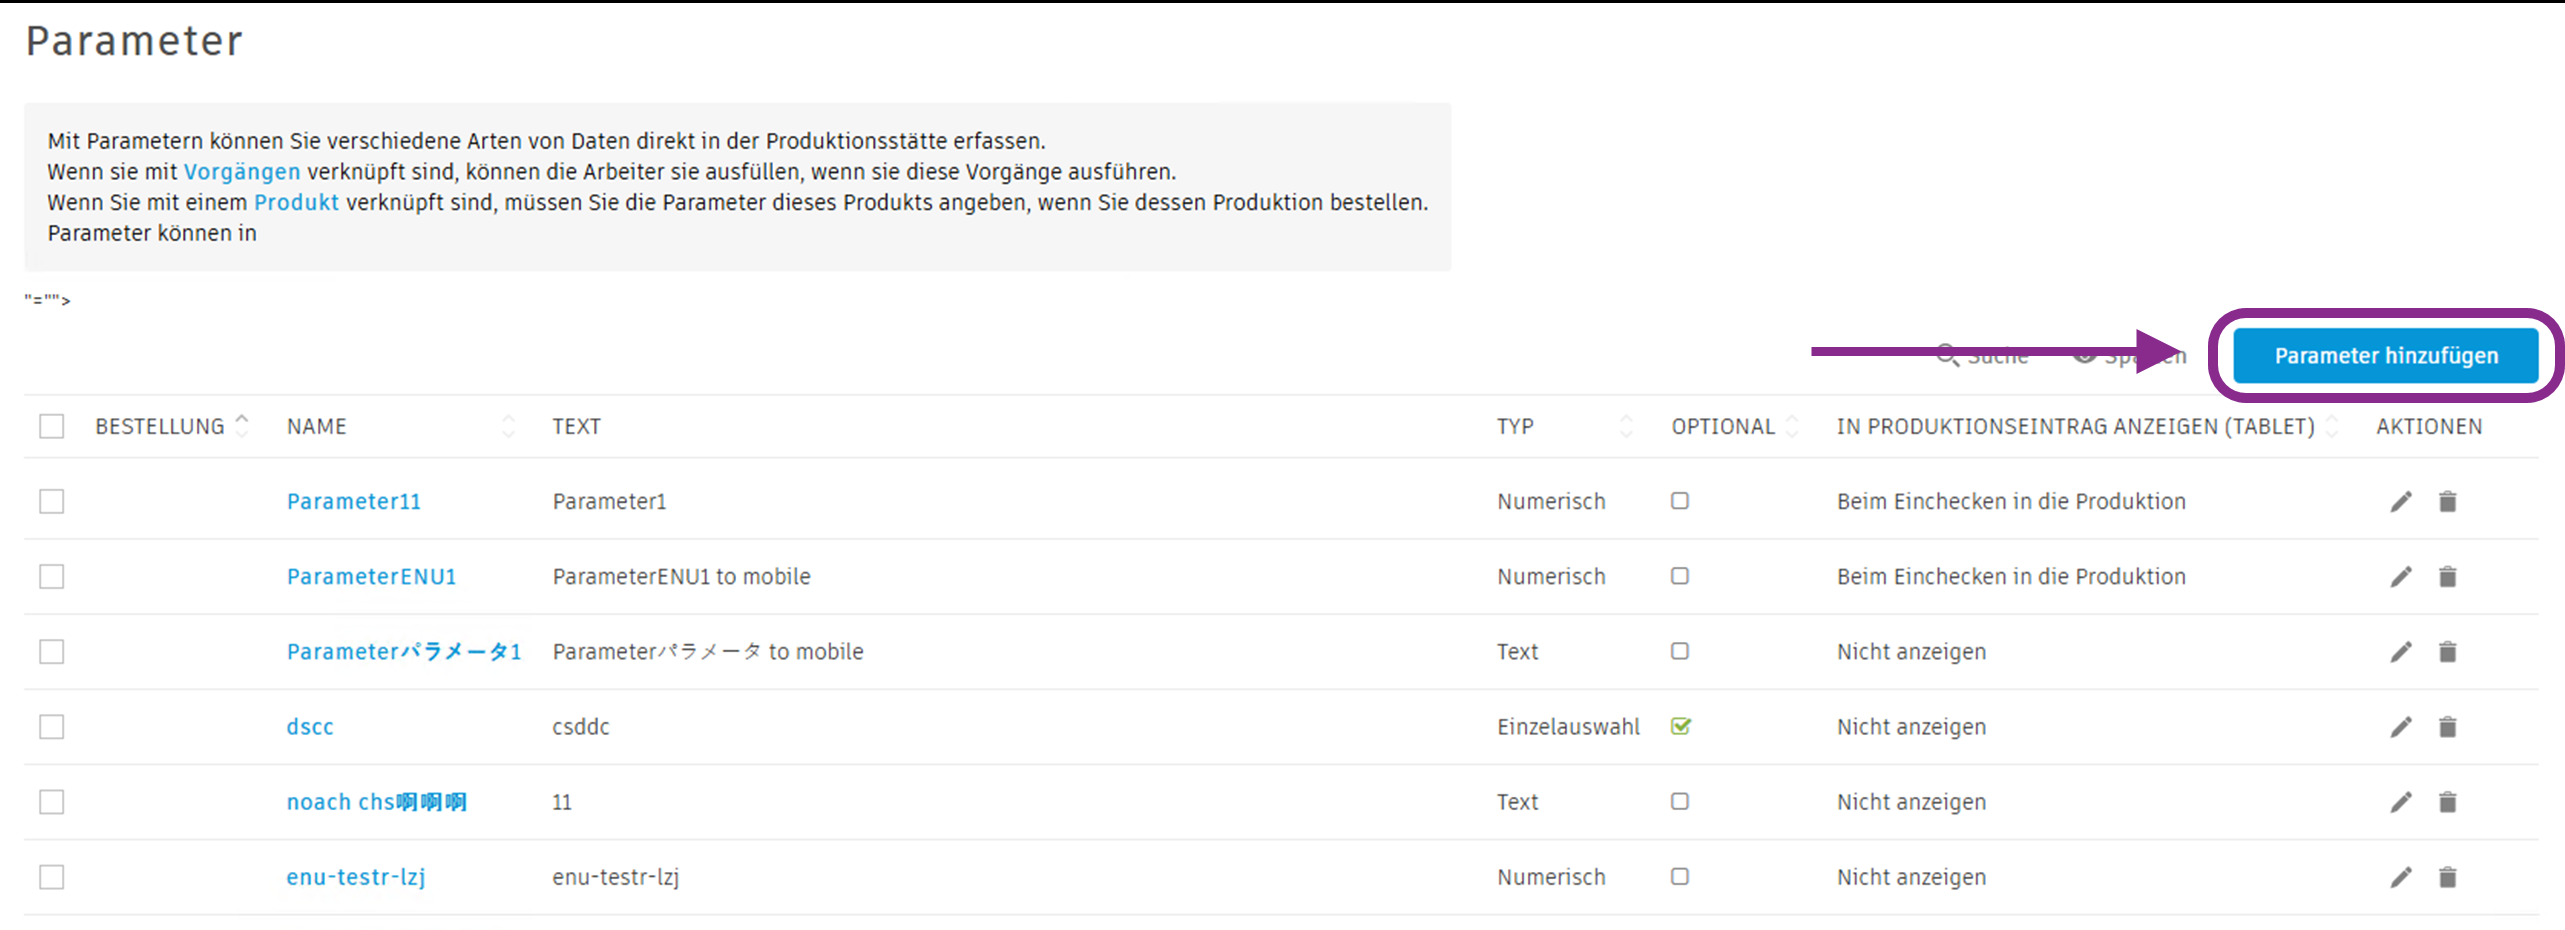 Parameter
Mit Parametern können Sie verschiedene Arten von Daten direkt in der Produktionsstätte erfassen.
Wenn sie mit Vorgängen verknüpft sind, können die Arbeiter sie ausfüllen, wenn sie diese Vorgänge ausführen.
Wenn Sie mit einem Produkt verknüpft sind, müssen Sie die Parameter dieses Produkts angeben, wenn Sie dessen Produktion bestellen.
Parameter können in
"="">
Suche Spalten Parameter hinzufügen
BESTELLUNG NAME TEXT TYP OPTIONAL IN PRODUKTIONSEINTRAG ANZEIGEN (TABLET) AKTIONEN
Parameter11 Parameter1 Numerisch Beim Einchecken in die Produktion
ParameterENU1 ParameterENU1 to mobile Numerisch Beim Einchecken in die Produktion
Parameterパラメータ1 Parameterパラメータ to mobile Text Nicht anzeigen
dscc csddc Einzelauswahl Nicht anzeigen
noach chs啊啊啊 11 Text Nicht anzeigen
enu-testr-lzj enu-testr-lzj Numerisch Nicht anzeigen